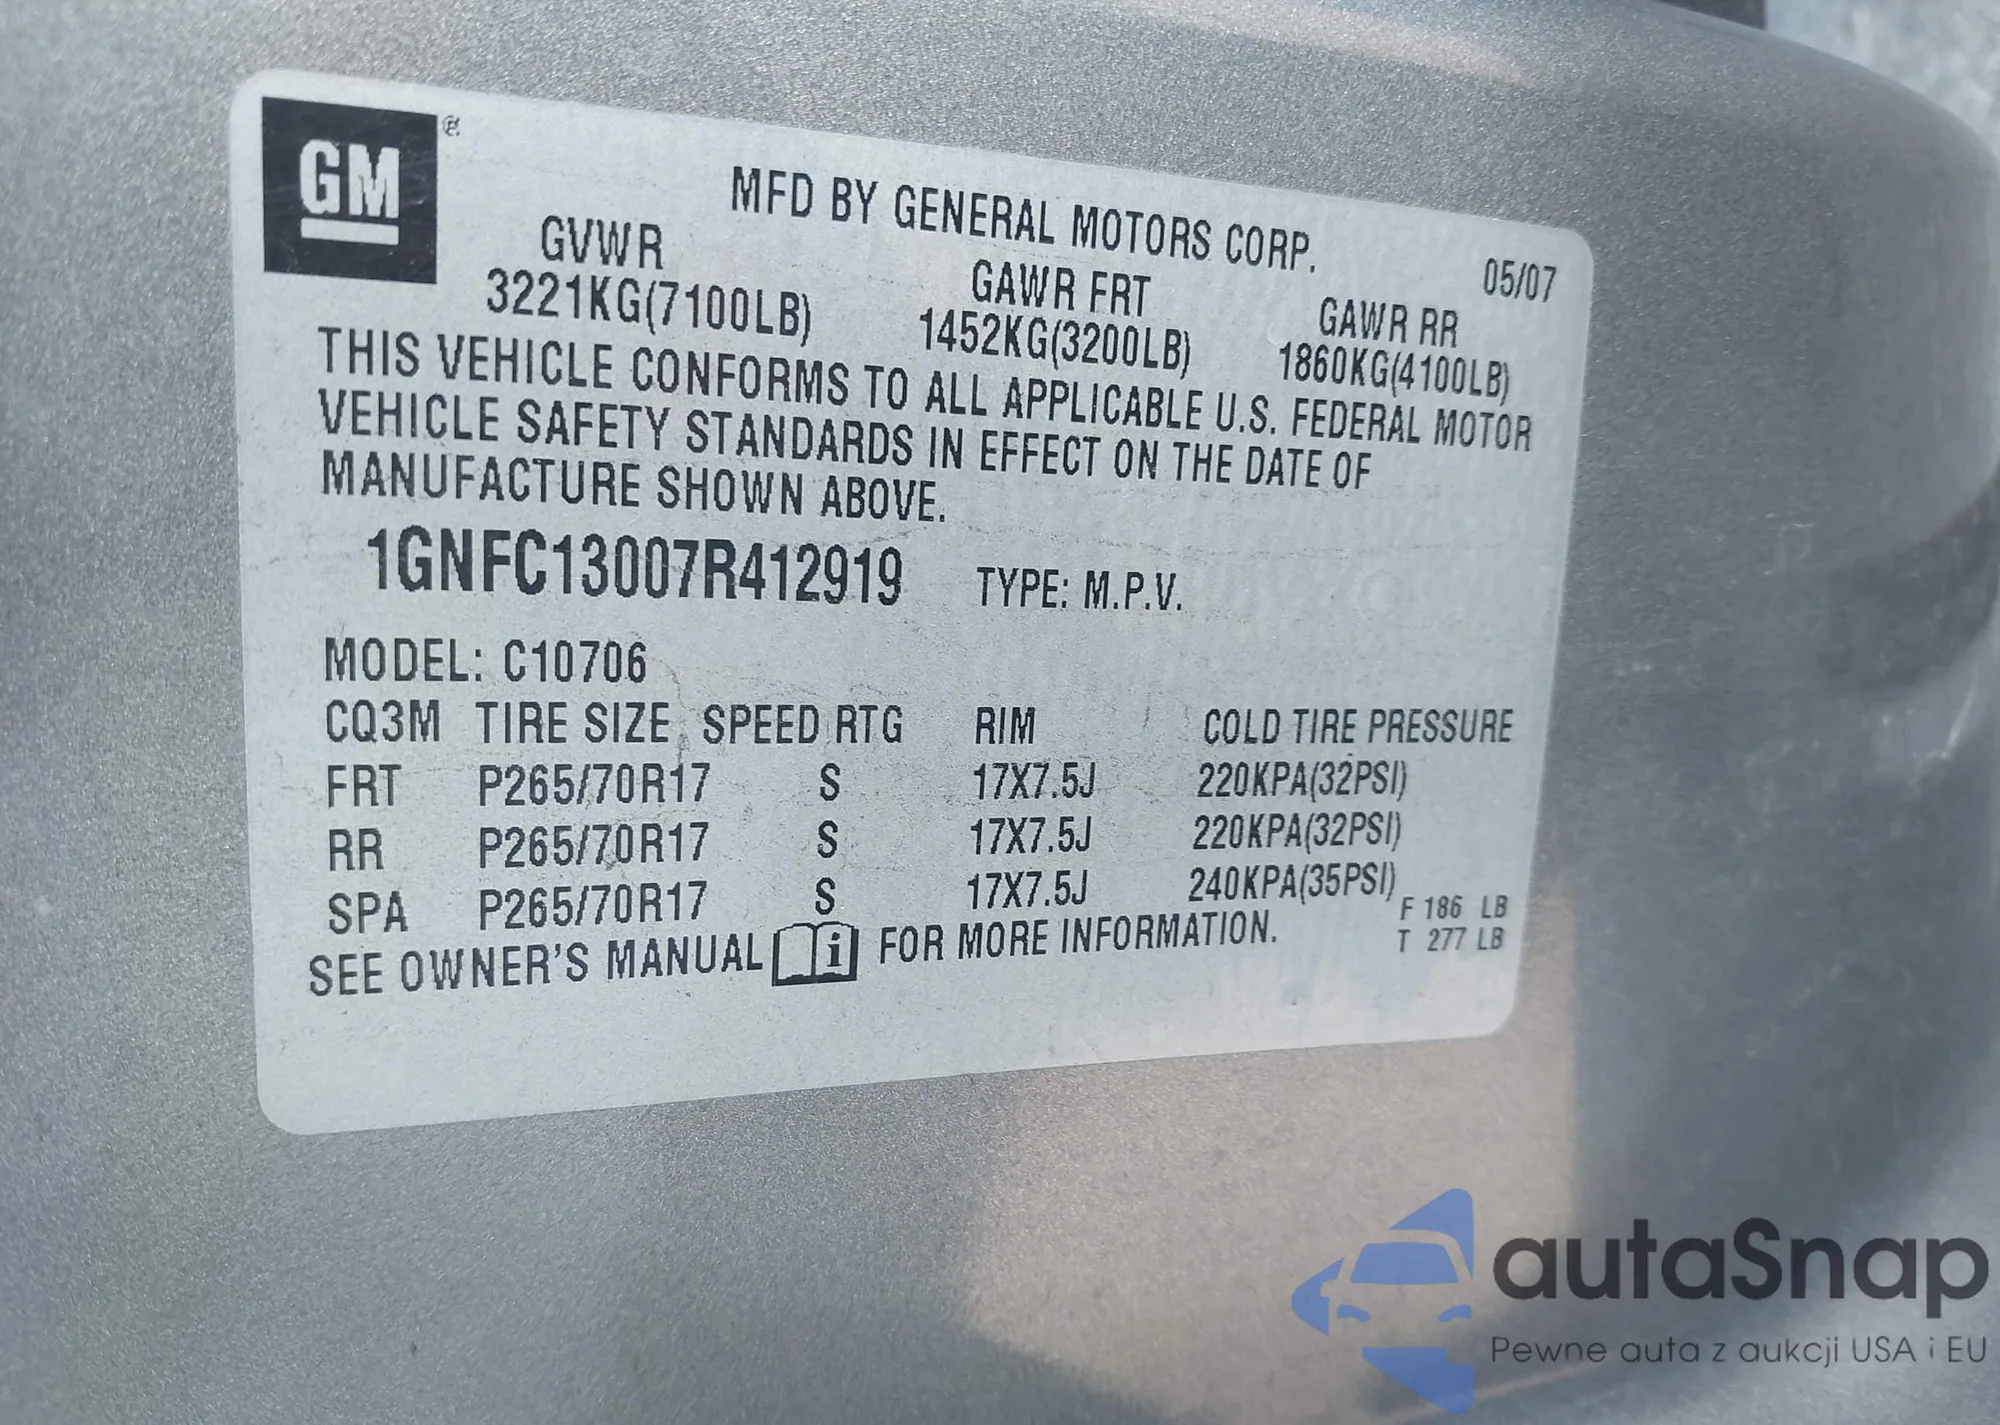 GM ®
MFD BY GENERAL MOTORS CORP.
05/07
GVWR GAWR FRT GAWR RR
3221KG(7100LB) 1452KG(3200LB) 1860KG(4100LB)
THIS VEHICLE CONFORMS TO ALL APPLICABLE U.S. FEDERAL MOTOR
VEHICLE SAFETY STANDARDS IN EFFECT ON THE DATE OF
MANUFACTURE SHOWN ABOVE.
1GNFC13007R412919 TYPE: M.P.V.
MODEL: C10706
CQ3M TIRE SIZE SPEED RTG RIM COLD TIRE PRESSURE
FRT P265/70R17 S 17X7.5J 220KPA(32PSI)
RR P265/70R17 S 17X7.5J 220KPA(32PSI)
SPA P265/70R17 S 17X7.5J 240KPA(35PSI)
SEE OWNER'S MANUAL i FOR MORE INFORMATION.
F 186 LB
T 277 LB
autaSnap
Pewne auta z aukcji USA i EU